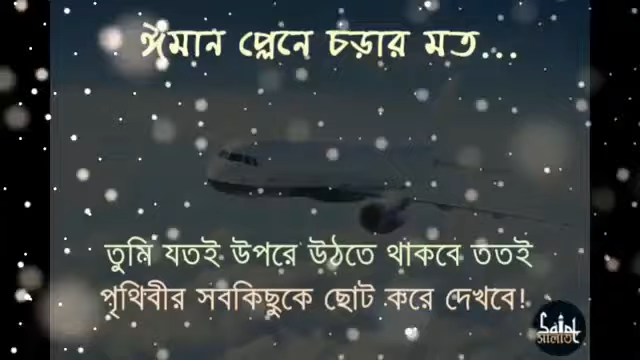 ঈমান প্লেনে চড়ার মত...
তুমি যতই উপরে উঠতে থাকবে ততই
পৃথিবীর সবকিছুকে ছোট করে দেখবে!
সালাত